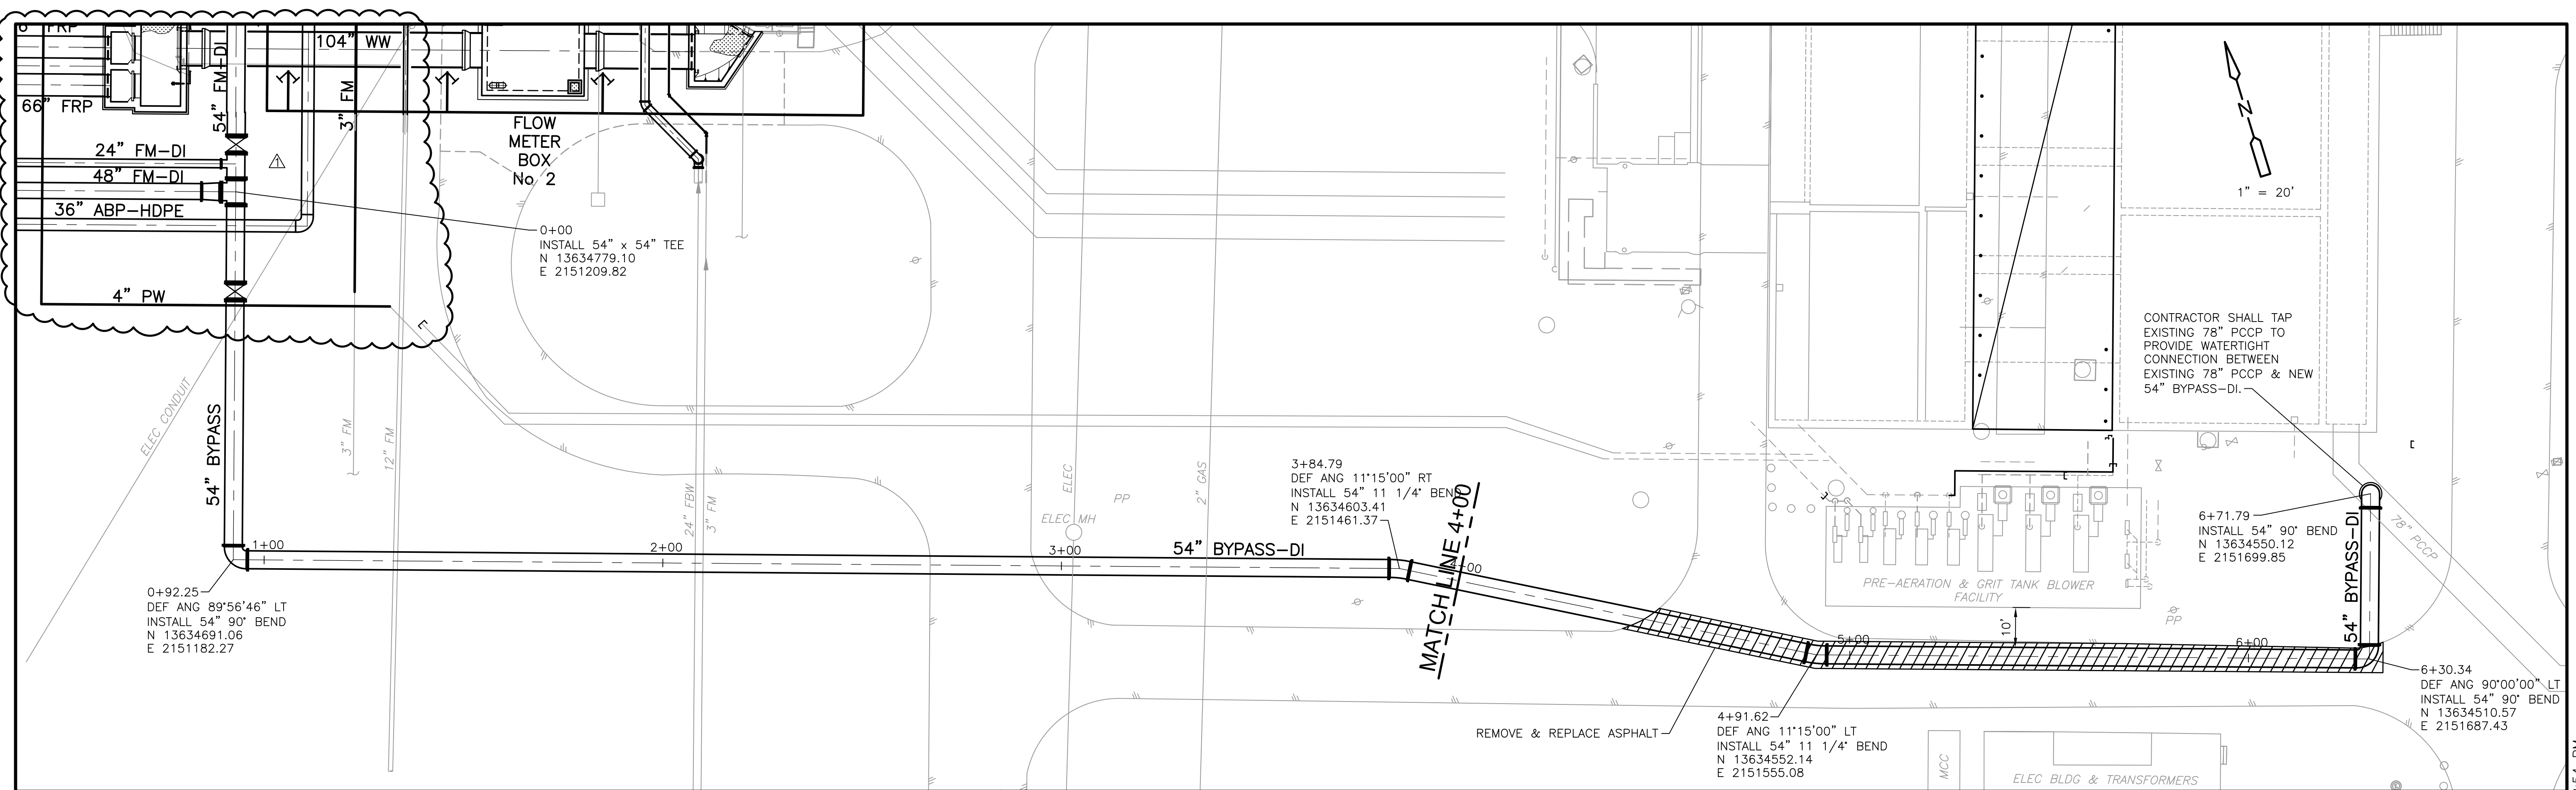 104" WW
66" FRP
54" FM-DI
3" FM
24" FM-DI
48" FM-DI
36" ABP-HDPE
4" PW
1
FLOW
METER
BOX
No 2
0+00
INSTALL 54" x 54" TEE
N 13634779.10
E 2151209.82
54" BYPASS
ELEC CONDUIT
3" FM
12" FM
24" FBW
3" FM
ELEC
ELEC MH
PP
2" GAS
0+92.25
DEF ANG 89°56'46" LT
INSTALL 54" 90° BEND
N 13634691.06
E 2151182.27
1+00
2+00
3+00
54" BYPASS-DI
3+84.79
DEF ANG 11°15'00" RT
INSTALL 54" 11 1/4° BEND
N 13634603.41
E 2151461.37
4+00
MATCH LINE 4+00
REMOVE & REPLACE ASPHALT
4+91.62
DEF ANG 11°15'00" LT
INSTALL 54" 11 1/4° BEND
N 13634552.14
E 2151555.08
5+00
6+00
10'
PRE-AERATION & GRIT TANK BLOWER
FACILITY
PP
MCC
ELEC BLDG & TRANSFORMERS
N
1" = 20'
CONTRACTOR SHALL TAP
EXISTING 78" PCCP TO
PROVIDE WATERTIGHT
CONNECTION BETWEEN
EXISTING 78" PCCP & NEW
54" BYPASS-DI.
6+71.79
INSTALL 54" 90° BEND
N 13634550.12
E 2151699.85
54" BYPASS-DI
78" PCCP
6+30.34
DEF ANG 90°00'00" LT
INSTALL 54" 90° BEND
N 13634510.57
E 2151687.43